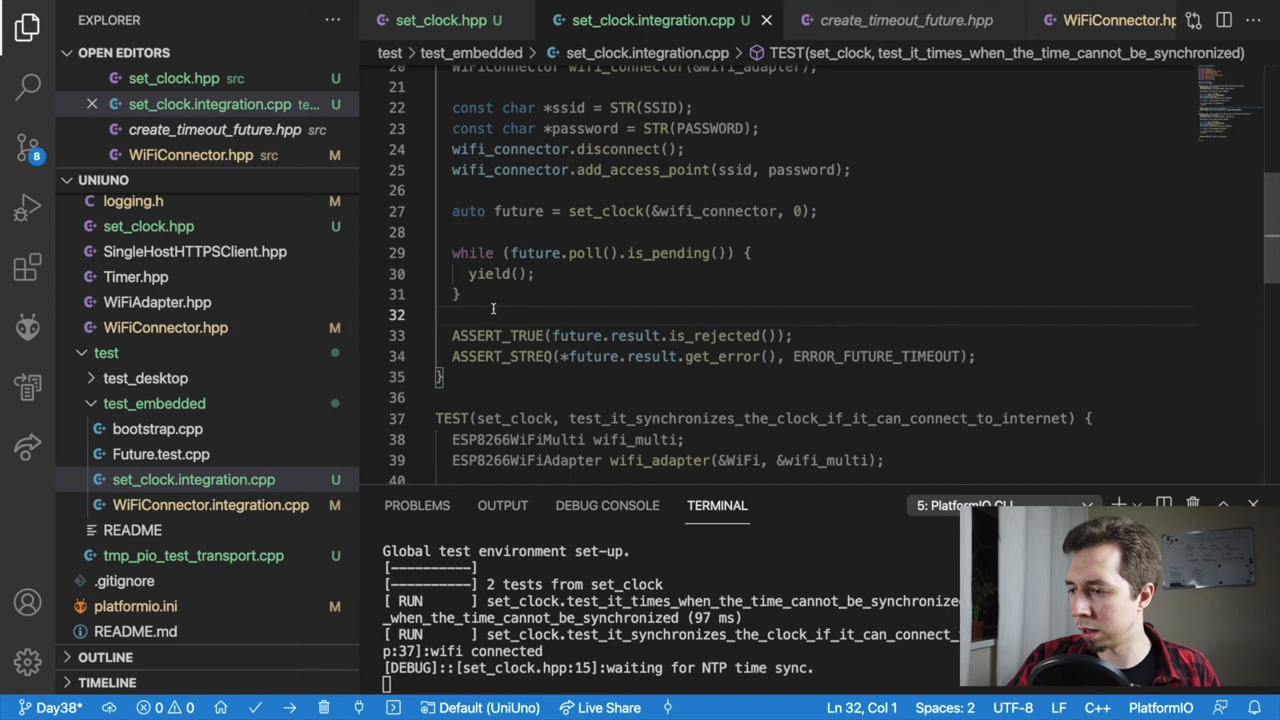 EXPLORER
OPEN EDITORS
set_clock.hpp src U
set_clock.integration.cpp te... U
create_timeout_future.hpp src
WiFiConnector.hpp src M
UNIUNO
logging.h M
set_clock.hpp U
SingleHostHTTPSClient.hpp
Timer.hpp
WiFiAdapter.hpp
WiFiConnector.hpp M
test
test_desktop
test_embedded
bootstrap.cpp
Future.test.cpp
set_clock.integration.cpp U
WiFiConnector.integration.cpp M
README
tmp_pio_test_transport.cpp U
.gitignore
platformio.ini M
README.md
OUTLINE
TIMELINE
8
set_clock.hpp U
set_clock.integration.cpp U
create_timeout_future.hpp
WiFiConnector.hp
test > test_embedded > set_clock.integration.cpp > TEST(set_clock, test_it_times_when_the_time_cannot_be_synchronized)
20 WiFiConnector wifi_connector(&wifi_adapter);
21
22 const char *ssid = STR(SSID);
23 const char *password = STR(PASSWORD);
24 wifi_connector.disconnect();
25 wifi_connector.add_access_point(ssid, password);
26
27 auto future = set_clock(&wifi_connector, 0);
28
29 while (future.poll().is_pending()) {
30 yield();
31 }
32
33 ASSERT_TRUE(future.result.is_rejected());
34 ASSERT_STREQ(*future.result.get_error(), ERROR_FUTURE_TIMEOUT);
35 }
36
37 TEST(set_clock, test_it_synchronizes_the_clock_if_it_can_connect_to_internet) {
38 ESP8266WiFiMulti wifi_multi;
39 ESP8266WiFiAdapter wifi_adapter(&WiFi, &wifi_multi);
40
PROBLEMS OUTPUT DEBUG CONSOLE TERMINAL 5: PlatformIO CLI
Global test environment set-up.
[----------]
[----------] 2 tests from set_clock
[ RUN ] set_clock.test_it_times_when_the_time_cannot_be_synchronized
_when_the_time_cannot_be_synchronized (97 ms)
[ RUN ] set_clock.test_it_synchronizes_the_clock_if_it_can_connect_
p:37]:wifi connected
[DEBUG]::[set_clock.hpp:15]:waiting for NTP time sync.
Day38* 0 0 Default (UniUno) Live Share Ln 32, Col 1 Spaces: 2 UTF-8 LF C++ PlatformIO